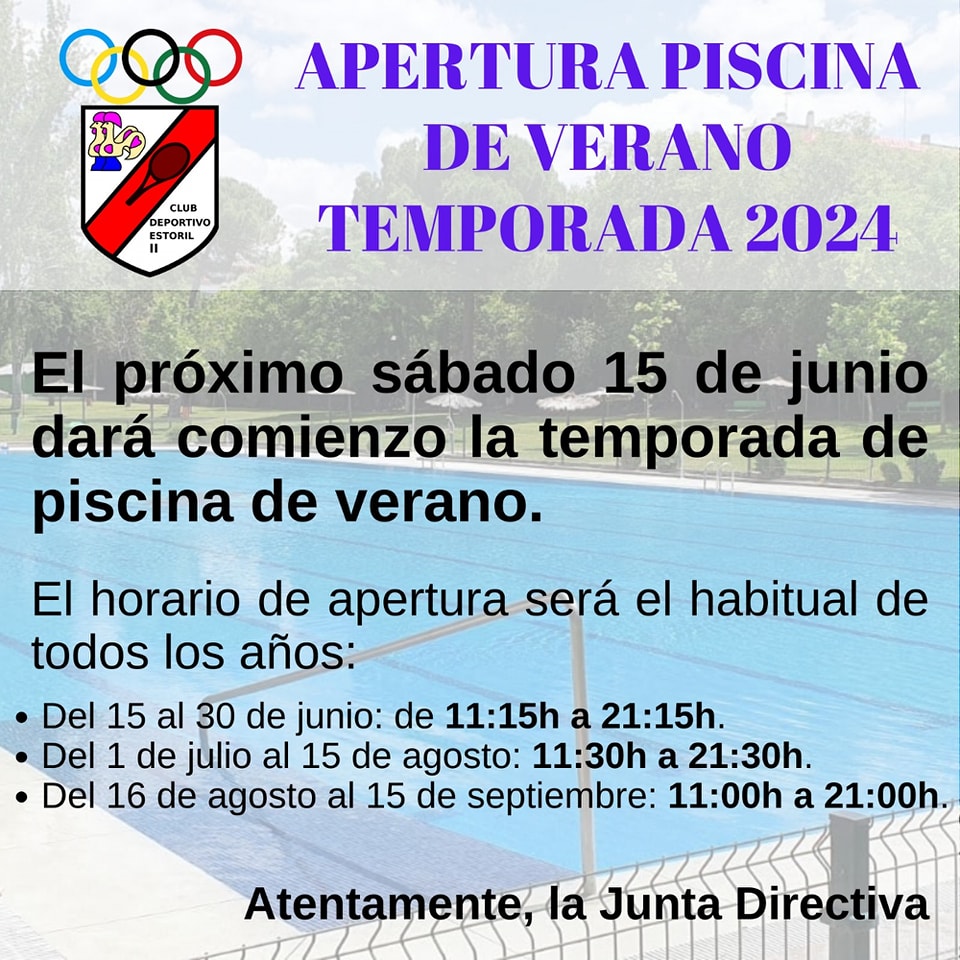 APERTURA PISCINA
DE VERANO
TEMPORADA 2024
CLUB
DEPORTIVO
ESTORIL
II
El próximo sábado 15 de junio
dará comienzo la temporada de
piscina de verano.
El horario de apertura será el habitual de
todos los años:
• Del 15 al 30 de junio: de 11:15h a 21:15h.
• Del 1 de julio al 15 de agosto: 11:30h a 21:30h.
• Del 16 de agosto al 15 de septiembre: 11:00h a 21:00h.
Atentamente, la Junta Directiva